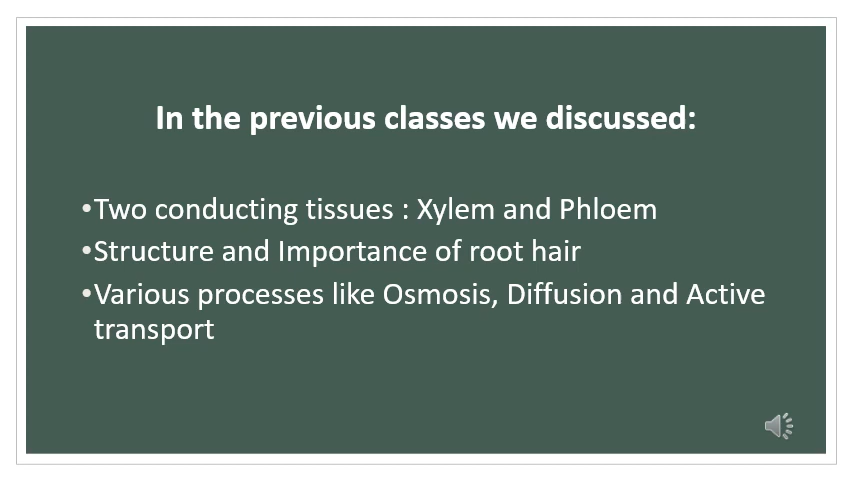 In the previous classes we discussed:
•Two conducting tissues : Xylem and Phloem
•Structure and Importance of root hair
•Various processes like Osmosis, Diffusion and Active
transport